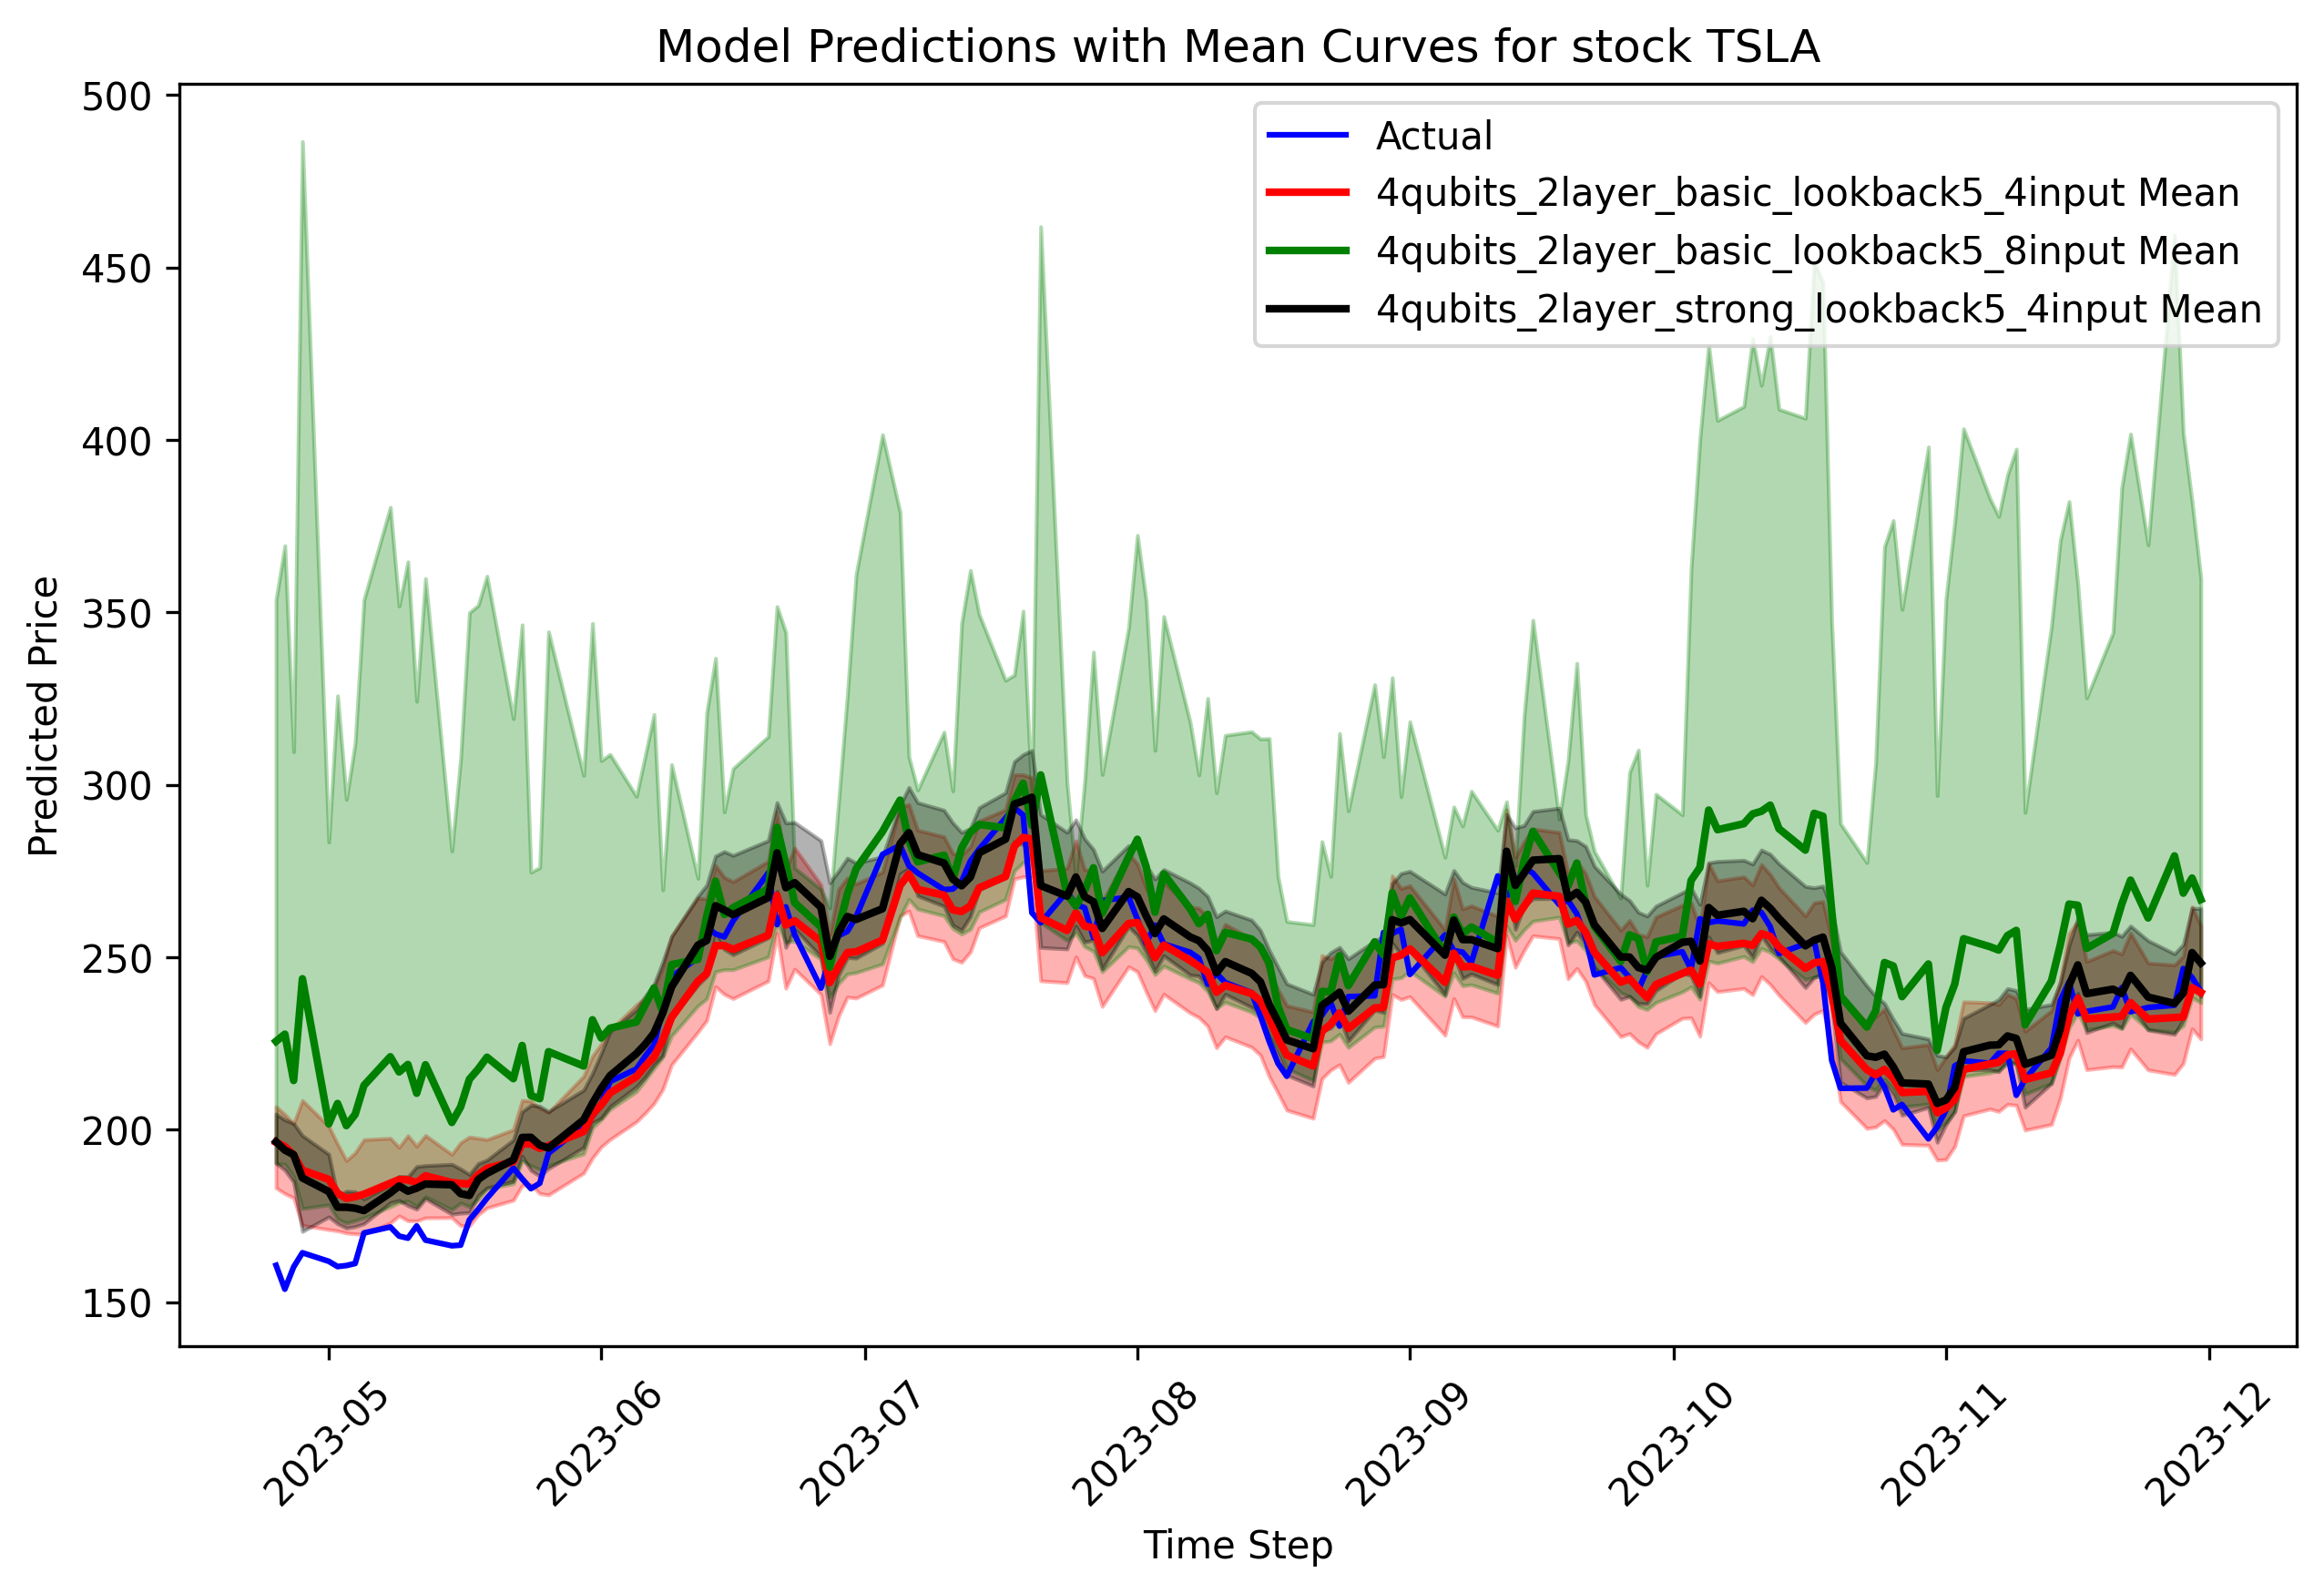 Model Predictions with Mean Curves for stock TSLA
500
450
400
350
300
250
200
150
Predicted Price
Actual
4qubits_2layer_basic_lookback5_4input Mean
4qubits_2layer_basic_lookback5_8input Mean
4qubits_2layer_strong_lookback5_4input Mean
2023-05
2023-06
2023-07
2023-08
2023-09
2023-10
2023-11
2023-12
Time Step